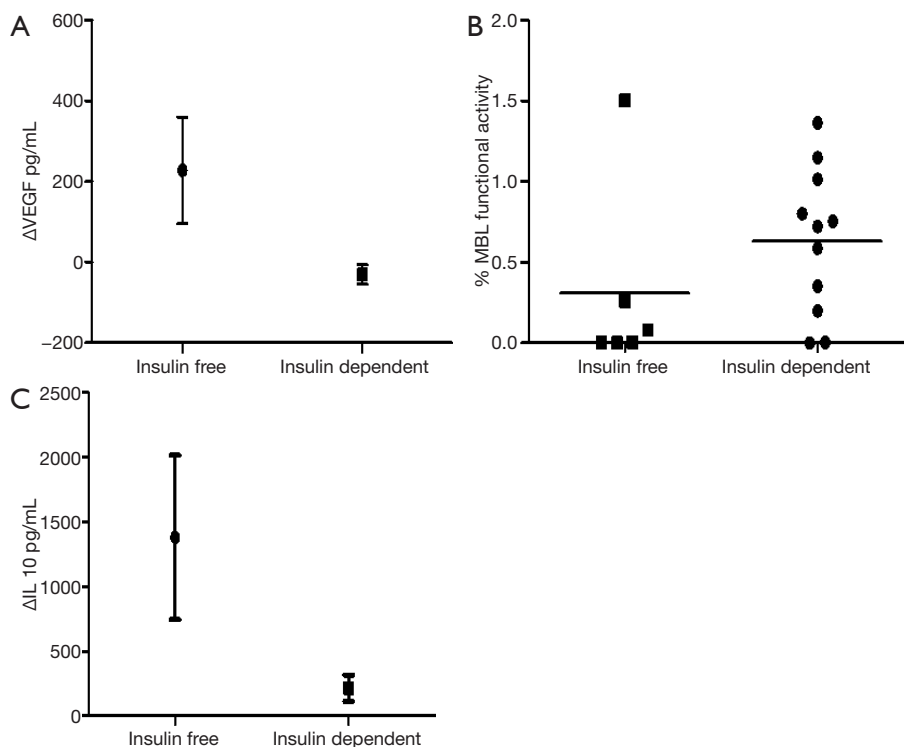 A
ΔVEGF pg/mL
600
400
200
0
−200
Insulin free
Insulin dependent
B
% MBL functional activity
2.0
1.5
1.0
0.5
0.0
Insulin free
Insulin dependent
C
ΔIL 10 pg/mL
2500
2000
1500
1000
500
0
Insulin free
Insulin dependent